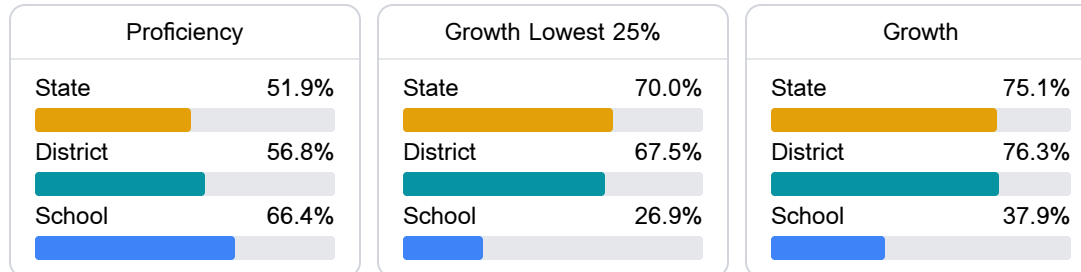 Proficiency
State 51.9%
District 56.8%
School 66.4%
Growth Lowest 25%
State 70.0%
District 67.5%
School 26.9%
Growth
State 75.1%
District 76.3%
School 37.9%